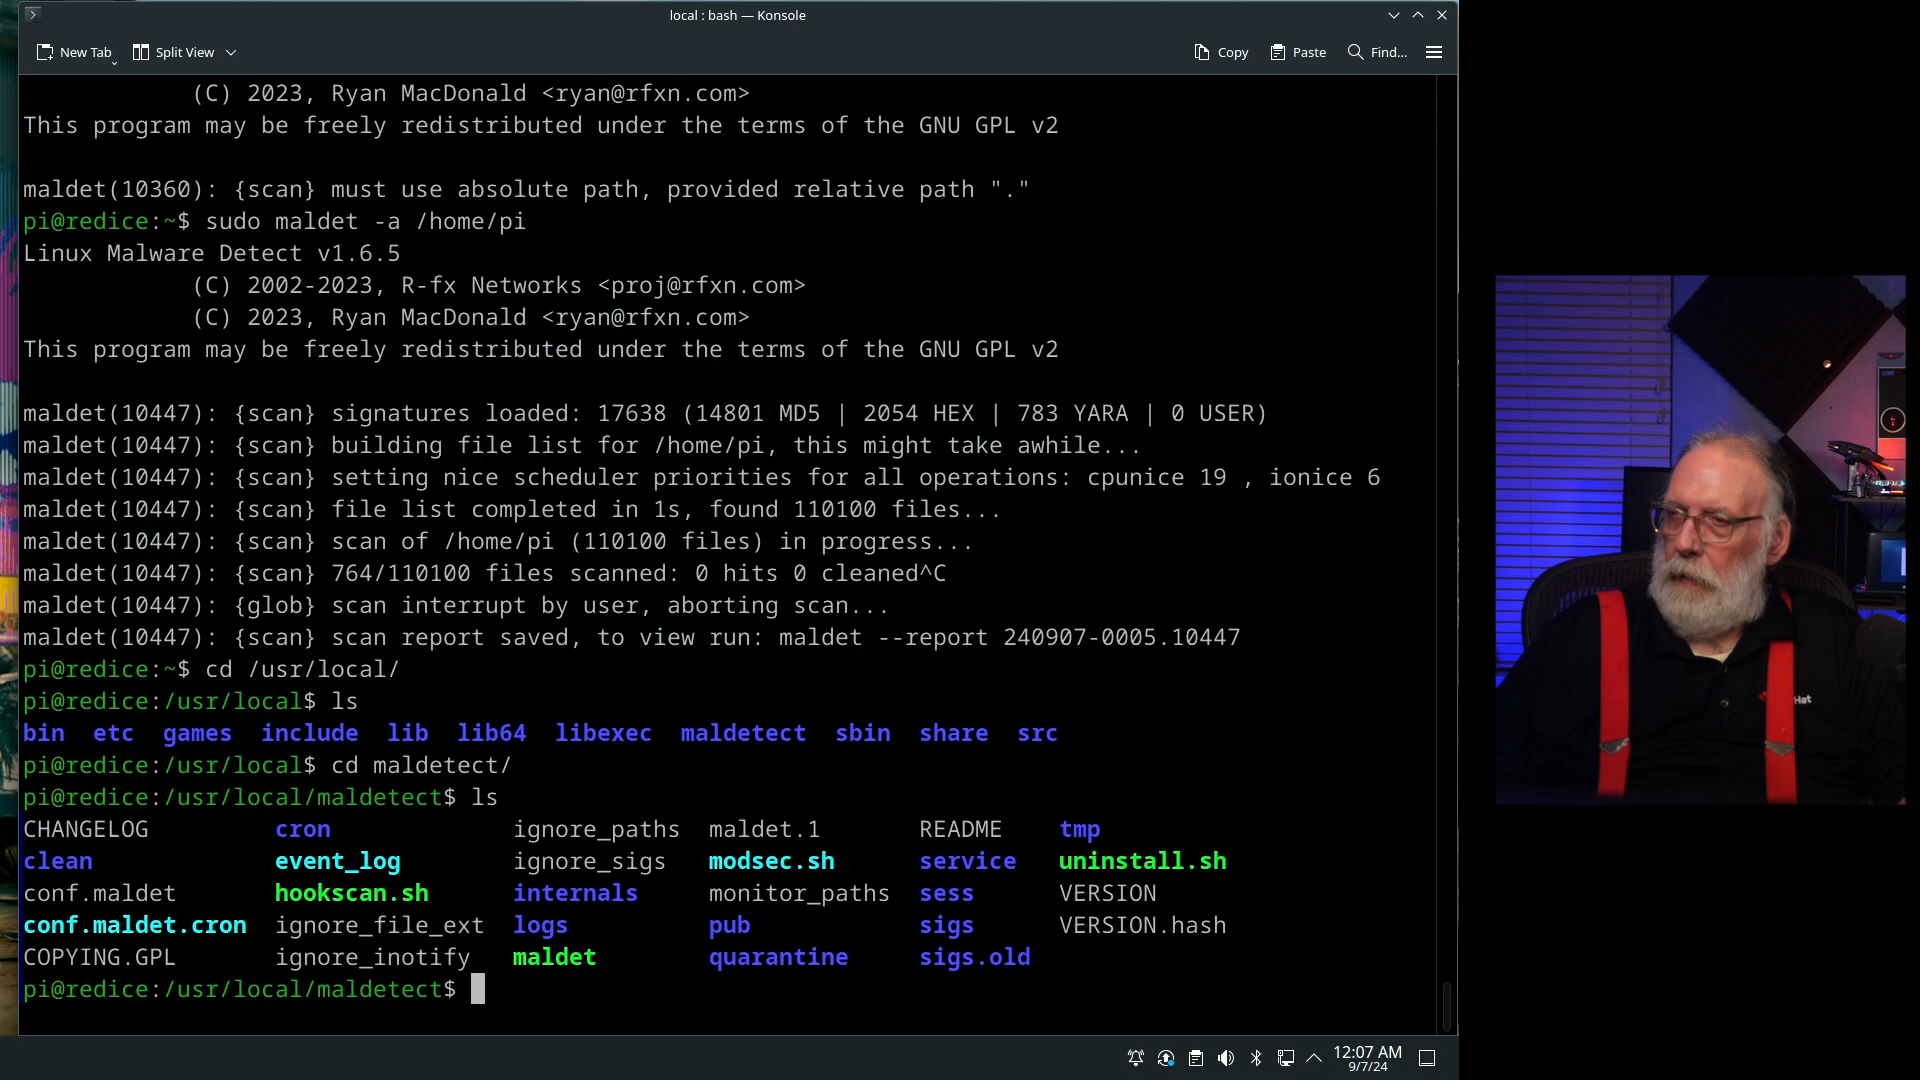 local : bash — Konsole
New Tab Split View Copy Paste Find...
(C) 2023, Ryan MacDonald <ryan@rfxn.com>
This program may be freely redistributed under the terms of the GNU GPL v2
maldet(10360): {scan} must use absolute path, provided relative path "."
pi@redice:~$ sudo maldet -a /home/pi
Linux Malware Detect v1.6.5
(C) 2002-2023, R-fx Networks <proj@rfxn.com>
(C) 2023, Ryan MacDonald <ryan@rfxn.com>
This program may be freely redistributed under the terms of the GNU GPL v2
maldet(10447): {scan} signatures loaded: 17638 (14801 MD5 | 2054 HEX | 783 YARA | 0 USER)
maldet(10447): {scan} building file list for /home/pi, this might take awhile...
maldet(10447): {scan} setting nice scheduler priorities for all operations: cpunice 19 , ionice 6
maldet(10447): {scan} file list completed in 1s, found 110100 files...
maldet(10447): {scan} scan of /home/pi (110100 files) in progress...
maldet(10447): {scan} 764/110100 files scanned: 0 hits 0 cleaned^C
maldet(10447): {glob} scan interrupt by user, aborting scan...
maldet(10447): {scan} scan report saved, to view run: maldet --report 240907-0005.10447
pi@redice:~$ cd /usr/local/
pi@redice:/usr/local$ ls
bin etc games include lib lib64 libexec maldetect sbin share src
pi@redice:/usr/local$ cd maldetect/
pi@redice:/usr/local/maldetect$ ls
CHANGELOG cron ignore_paths maldet.1 README tmp
clean event_log ignore_sigs modsec.sh service uninstall.sh
conf.maldet hookscan.sh internals monitor_paths sess VERSION
conf.maldet.cron ignore_file_ext logs pub sigs VERSION.hash
COPYING.GPL ignore_inotify maldet quarantine sigs.old
pi@redice:/usr/local/maldetect$
12:07 AM
9/7/24
Hat